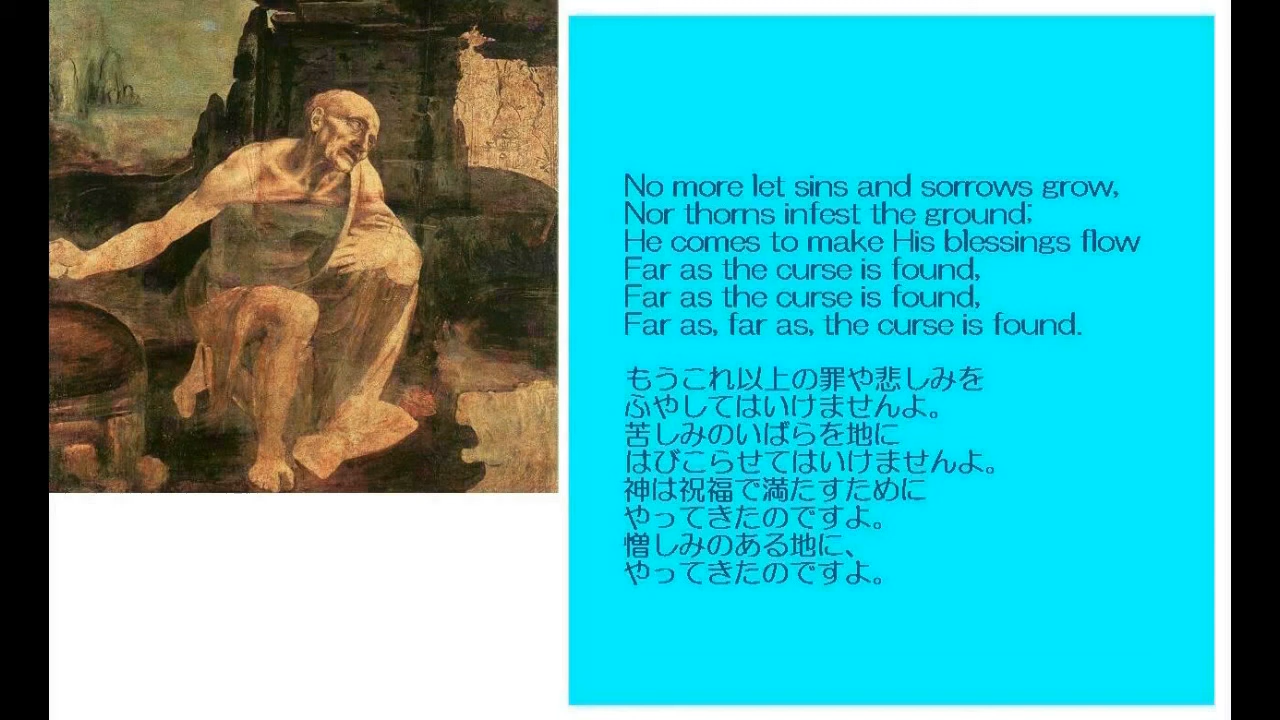 No more let sins and sorrows grow,
Nor thorns infest the ground;
He comes to make His blessings flow
Far as the curse is found,
Far as the curse is found,
Far as, far as, the curse is found.
もうこれ以上の罪や悲しみを
ふやしてはいけませんよ。
苦しみのいばらを地に
はびこらせてはいけませんよ。
神は祝福で満たすために
やってきたのですよ。
憎しみのある地に、
やってきたのですよ。